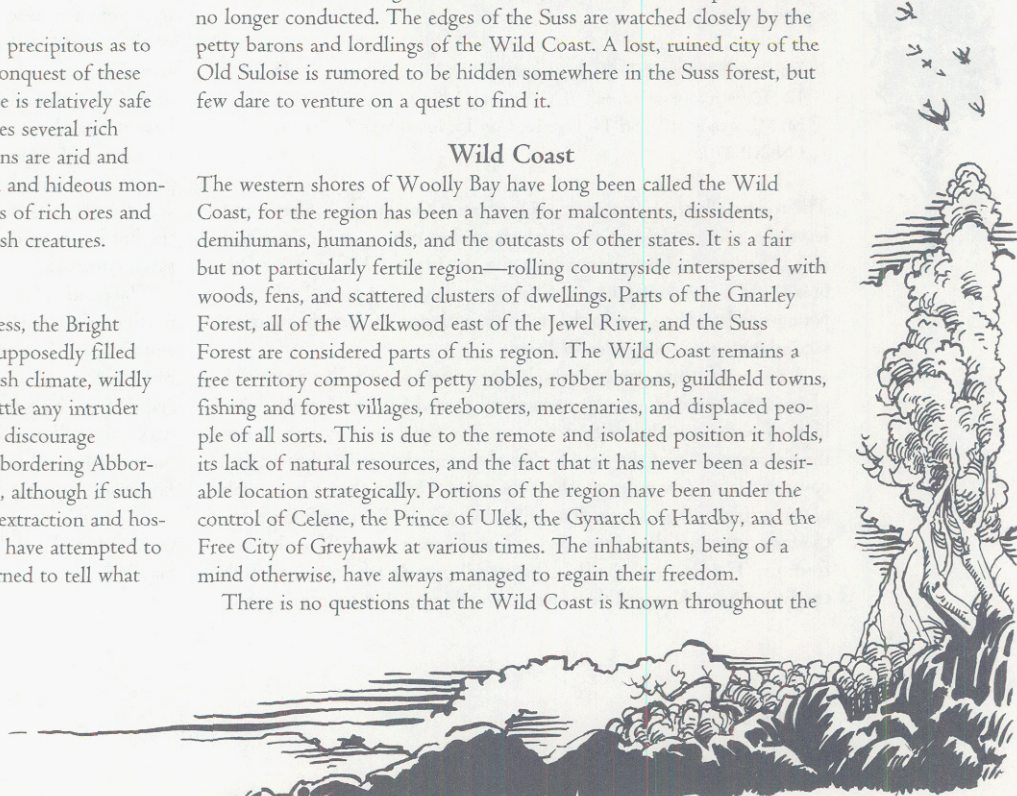 precipitous as to
onquest of these
e is relatively safe
es several rich
ns are arid and
and hideous mon-
s of rich ores and
sh creatures.
ess, the Bright
upposedly filled
sh climate, wildly
ttle any intruder
discourage
bordering Abbor-
, although if such
extraction and hos-
have attempted to
rned to tell what
no longer conducted. The edges of the Suss are watched closely by the
petty barons and lordlings of the Wild Coast. A lost, ruined city of the
Old Suloise is rumored to be hidden somewhere in the Suss forest, but
few dare to venture on a quest to find it.
Wild Coast
The western shores of Woolly Bay have long been called the Wild
Coast, for the region has been a haven for malcontents, dissidents,
demihumans, humanoids, and the outcasts of other states. It is a fair
but not particularly fertile region—rolling countryside interspersed with
woods, fens, and scattered clusters of dwellings. Parts of the Gnarley
Forest, all of the Welkwood east of the Jewel River, and the Suss
Forest are considered parts of this region. The Wild Coast remains a
free territory composed of petty nobles, robber barons, guildheld towns,
fishing and forest villages, freebooters, mercenaries, and displaced peo-
ple of all sorts. This is due to the remote and isolated position it holds,
its lack of natural resources, and the fact that it has never been a desir-
able location strategically. Portions of the region have been under the
control of Celene, the Prince of Ulek, the Gynarch of Hardby, and the
Free City of Greyhawk at various times. The inhabitants, being of a
mind otherwise, have always managed to regain their freedom.
There is no questions that the Wild Coast is known throughout the